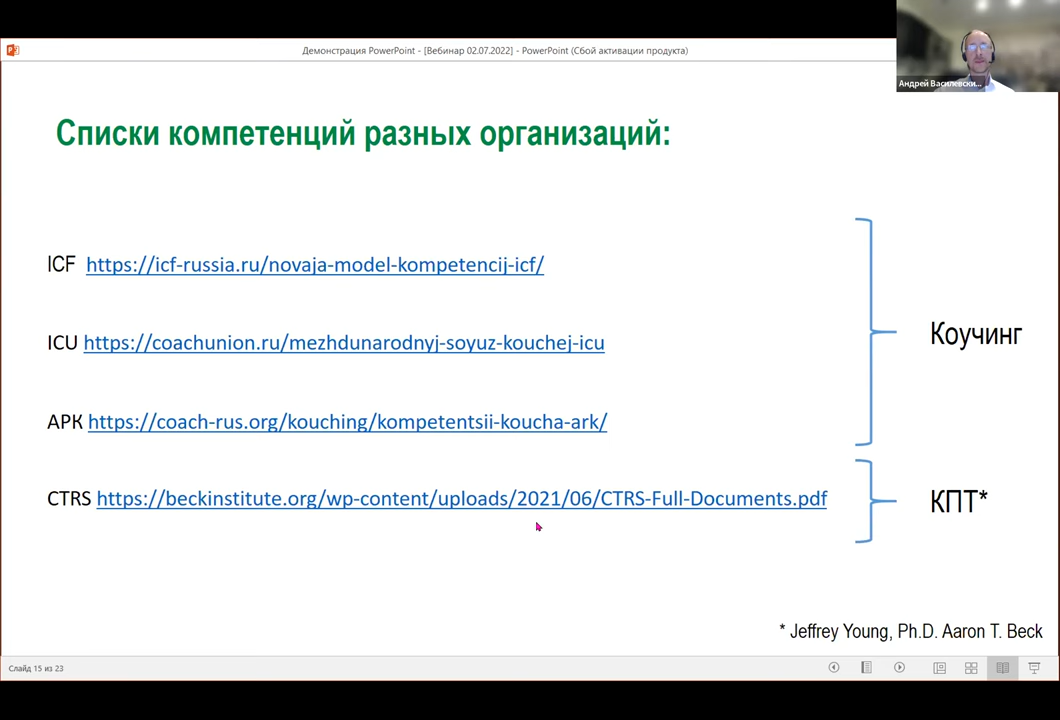 Демонстрация PowerPoint - [Вебинар 02.07.2022] - PowerPoint (Сбой активации продукта)
Андрей Василевски...
Списки компетенций разных организаций:
ICF https://icf-russia.ru/novaja-model-kompetencij-icf/
ICU https://coachunion.ru/mezhdunarodnyj-soyuz-kouchej-icu
Коучинг
АРК https://coach-rus.org/kouching/kompetentsii-koucha-ark/
CTRS https://beckinstitute.org/wp-content/uploads/2021/06/CTRS-Full-Documents.pdf
КПТ*
* Jeffrey Young, Ph.D. Aaron T. Beck
Слайд 15 из 23